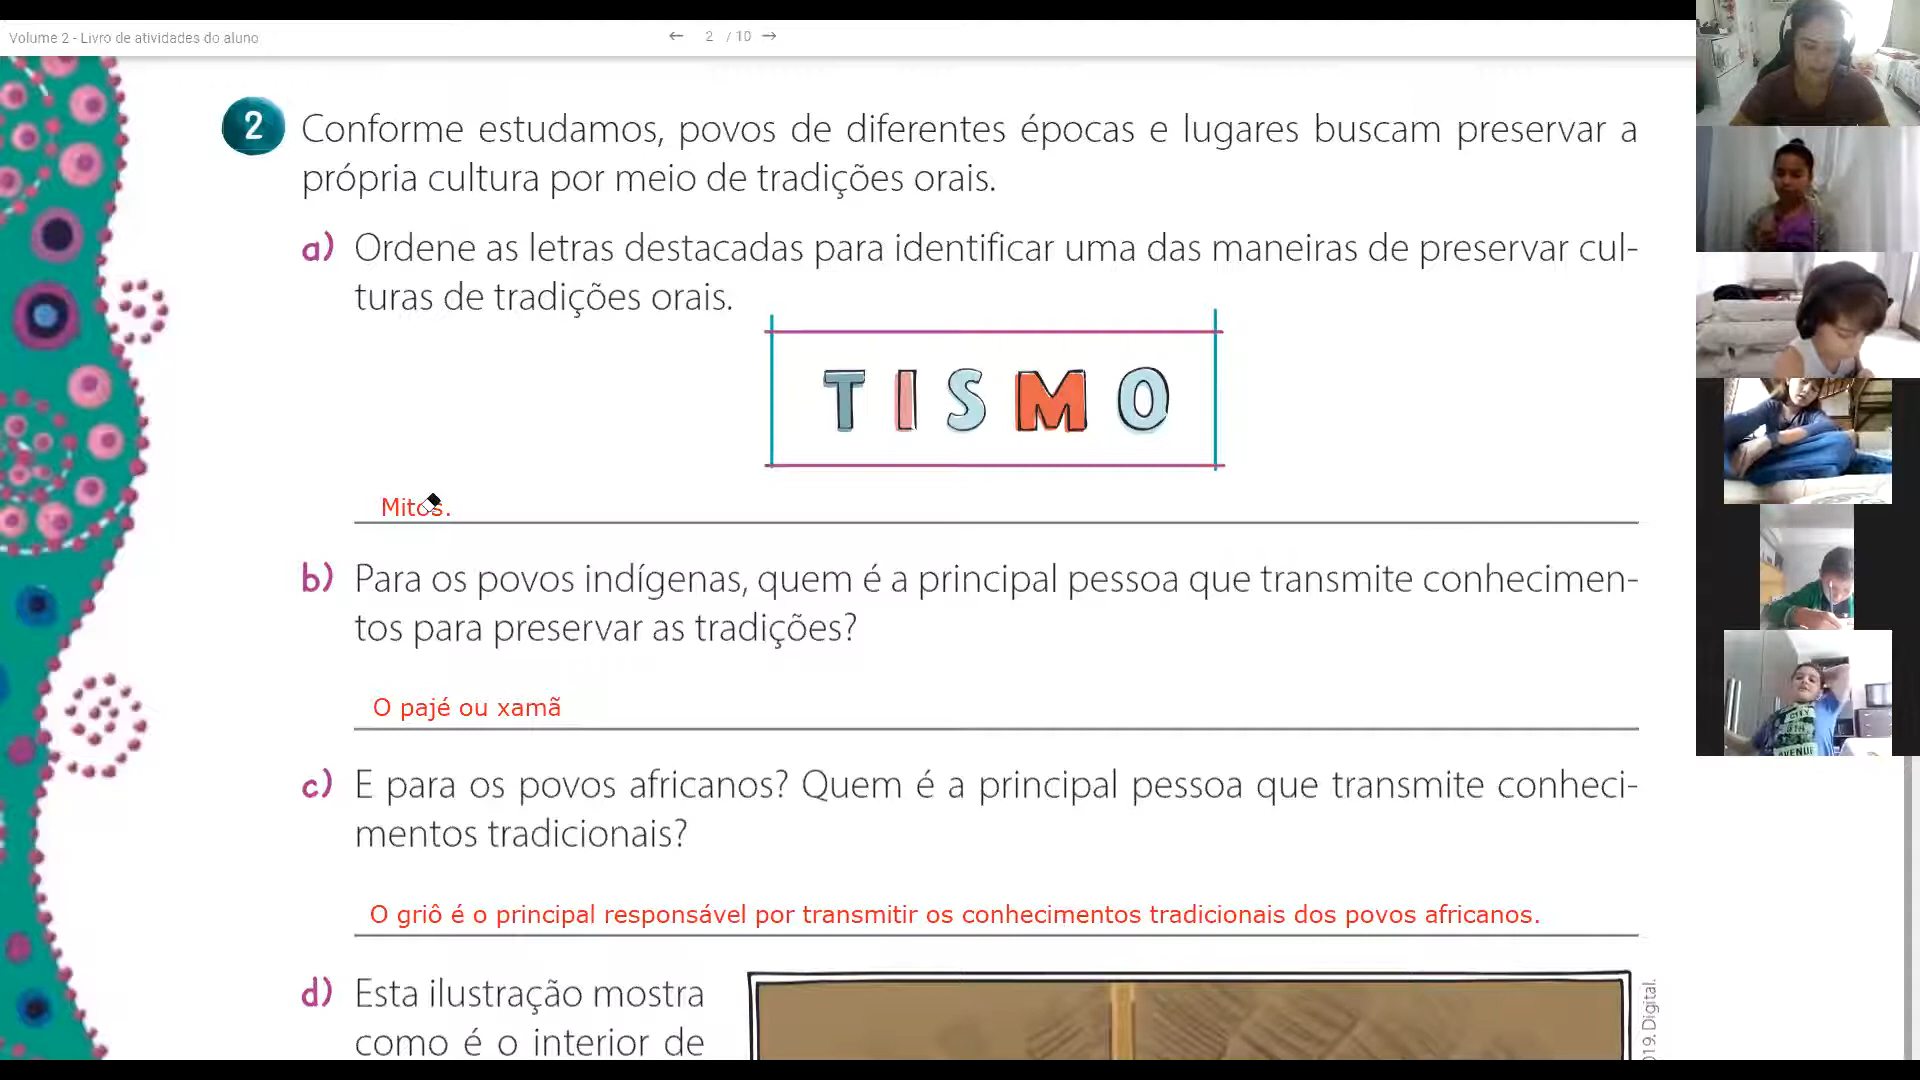 Volume 2 - Livro de atividades do aluno
← 2 / 10 →
2 Conforme estudamos, povos de diferentes épocas e lugares buscam preservar a
própria cultura por meio de tradições orais.
a) Ordene as letras destacadas para identificar uma das maneiras de preservar cul-
turas de tradições orais.
T I S M O
Mitos.
b) Para os povos indígenas, quem é a principal pessoa que transmite conhecimen-
tos para preservar as tradições?
O pajé ou xamã
c) E para os povos africanos? Quem é a principal pessoa que transmite conheci-
mentos tradicionais?
O griô é o principal responsável por transmitir os conhecimentos tradicionais dos povos africanos.
d) Esta ilustração mostra
como é o interior de
019. Digital.
CITY
AVENUE